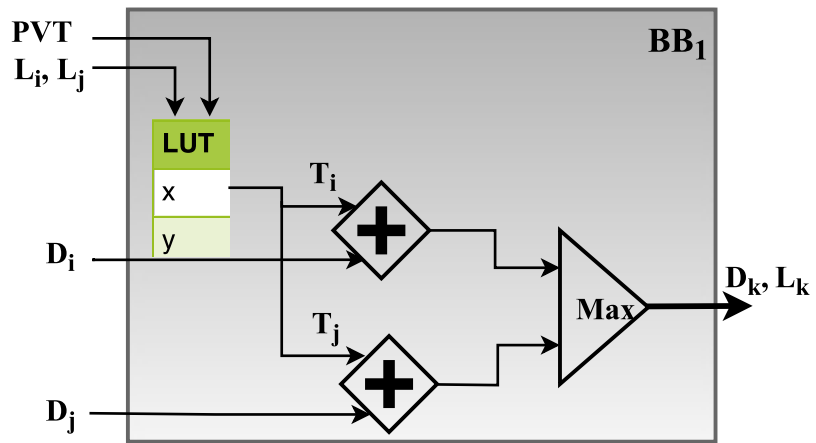 PVT
BB₁
Lᵢ, Lⱼ
LUT
x
Tᵢ
y
Dᵢ
Dₖ, Lₖ
Max
Tⱼ
Dⱼ